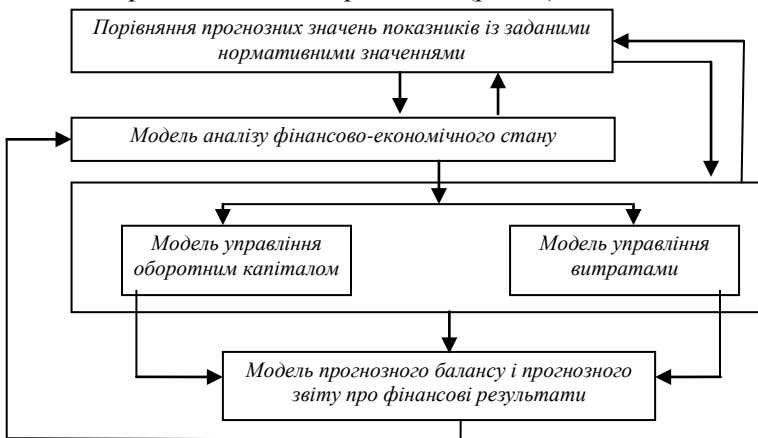 Порівняння прогнозних значень показників із заданими
нормативними значеннями
Модель аналізу фінансово-економічного стану
Модель управління
оборотним капіталом
Модель управління
витратами
Модель прогнозного балансу і прогнозного
звіту про фінансові результати